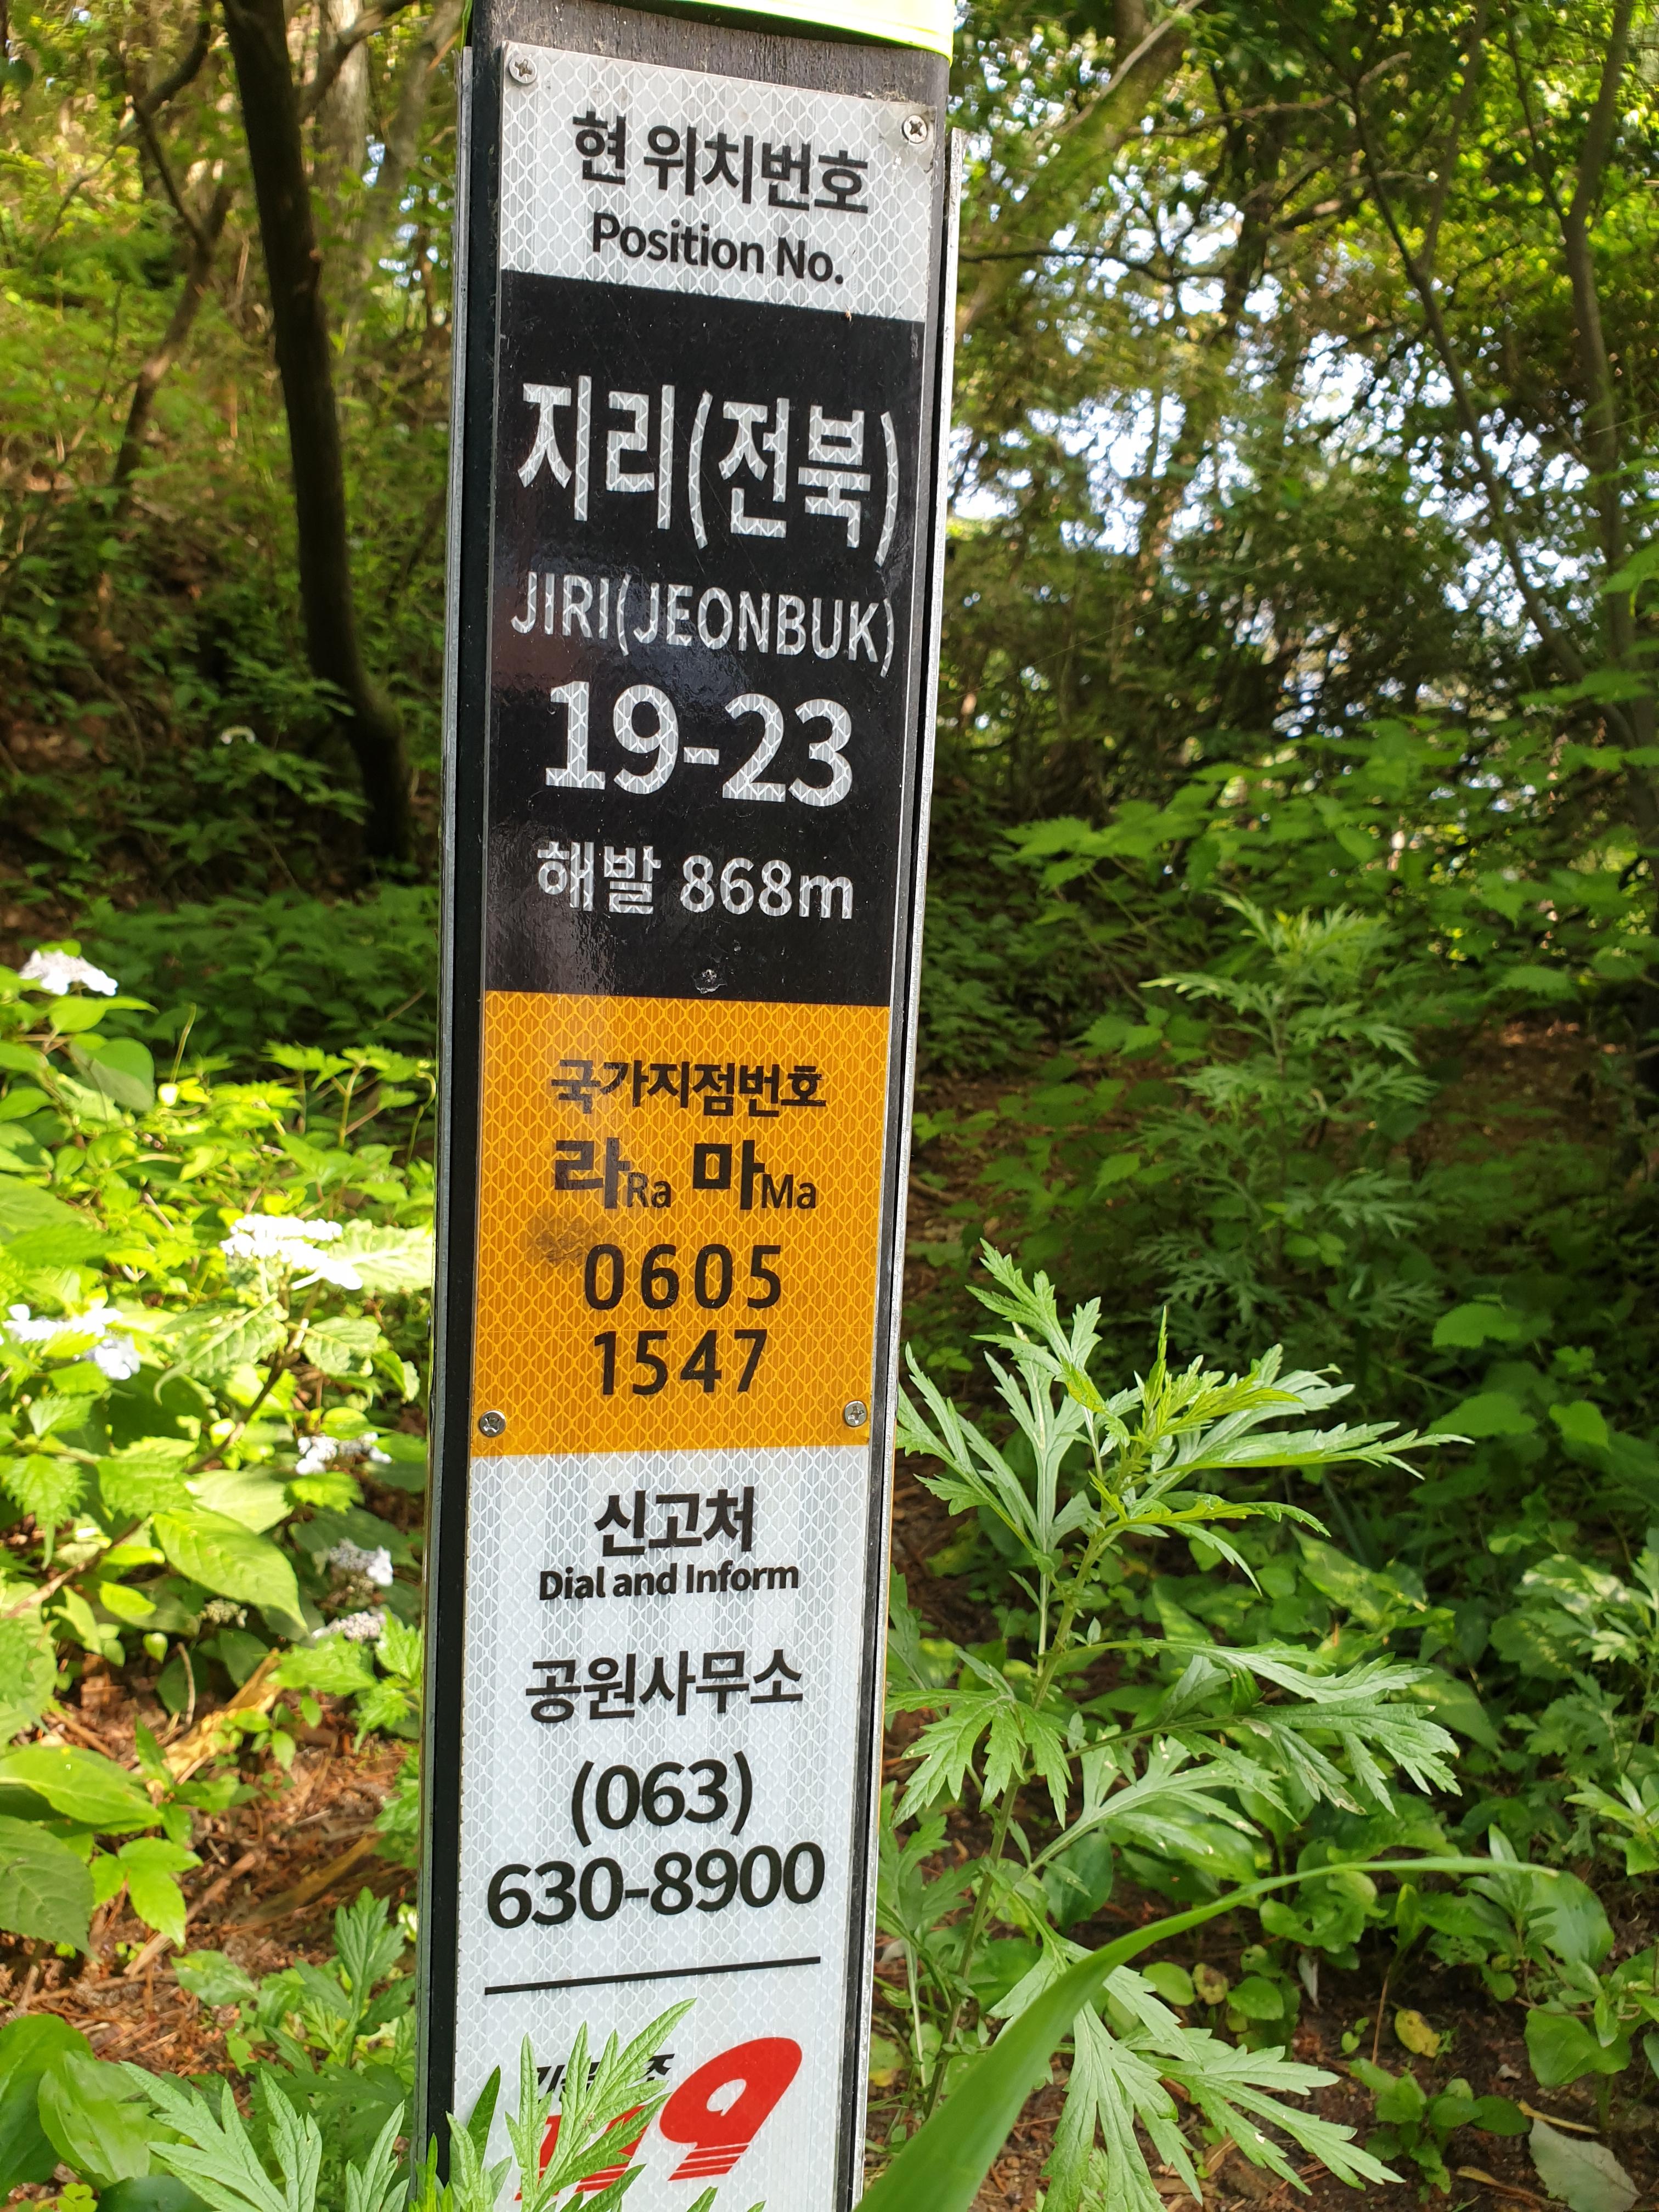 현 위치번호
Position No.
지리(전북)
JIRI(JEONBUK)
19-23
해발 868m
국가지점번호
라Ra 마Ma
0605
1547
신고처
Dial and Inform
공원사무소
(063)
630-8900